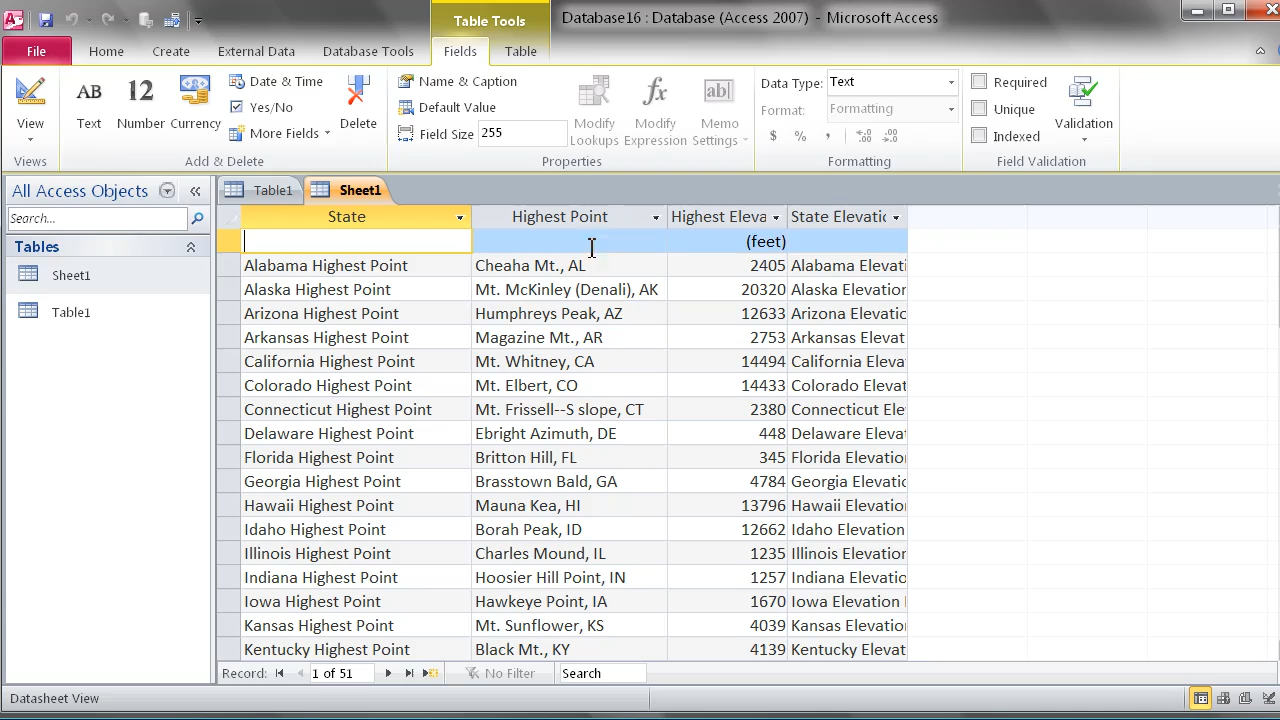 Table Tools
Database16 : Database (Access 2007) - Microsoft Access
File Home Create External Data Database Tools Fields Table
View
Views
AB
Text
12
Number
Currency
Date & Time
Yes/No
More Fields
Delete
Add & Delete
Name & Caption
Default Value
Field Size 255
Modify Lookups
fx
Modify Expression
ab|
Memo Settings
Properties
Data Type: Text
Format: Formatting
$ % ,
Formatting
Required
Unique
Indexed
Validation
Field Validation
All Access Objects
Search...
Tables
Sheet1
Table1
Table1 Sheet1
State Highest Point Highest Eleva State Elevatic
(feet)
Alabama Highest Point Cheaha Mt., AL 2405 Alabama Elevati
Alaska Highest Point Mt. McKinley (Denali), AK 20320 Alaska Elevation
Arizona Highest Point Humphreys Peak, AZ 12633 Arizona Elevatic
Arkansas Highest Point Magazine Mt., AR 2753 Arkansas Elevat
California Highest Point Mt. Whitney, CA 14494 California Eleva
Colorado Highest Point Mt. Elbert, CO 14433 Colorado Elevat
Connecticut Highest Point Mt. Frissell--S slope, CT 2380 Connecticut Ele
Delaware Highest Point Ebright Azimuth, DE 448 Delaware Eleva
Florida Highest Point Britton Hill, FL 345 Florida Elevatio
Georgia Highest Point Brasstown Bald, GA 4784 Georgia Elevati
Hawaii Highest Point Mauna Kea, HI 13796 Hawaii Elevation
Idaho Highest Point Borah Peak, ID 12662 Idaho Elevation
Illinois Highest Point Charles Mound, IL 1235 Illinois Elevation
Indiana Highest Point Hoosier Hill Point, IN 1257 Indiana Elevation
Iowa Highest Point Hawkeye Point, IA 1670 Iowa Elevation
Kansas Highest Point Mt. Sunflower, KS 4039 Kansas Elevation
Kentucky Highest Point Black Mt., KY 4139 Kentucky Elevat
Record: 1 of 51 No Filter Search
Datasheet View